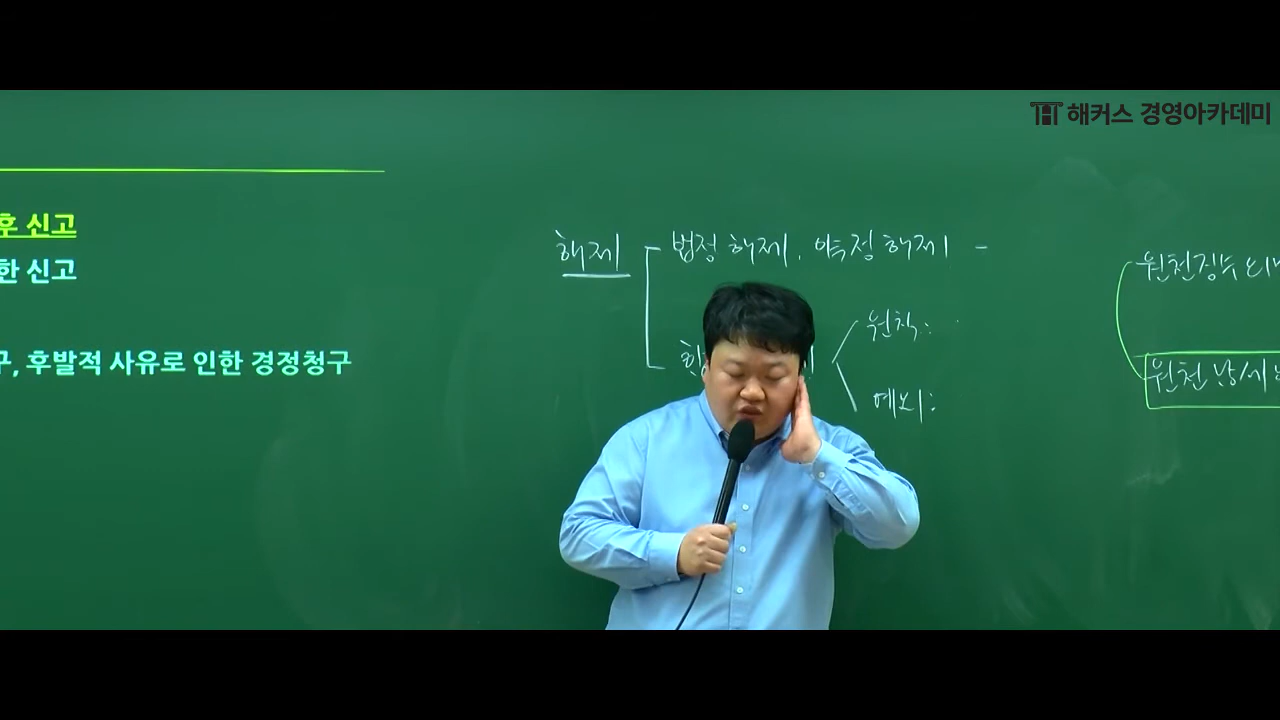 해커스 경영아카데미
후 신고
한 신고
구, 후발적 사유로 인한 경정청구
해제
법정해제, 약정해제 -
원칙:
예외:
원천징수
원천납세